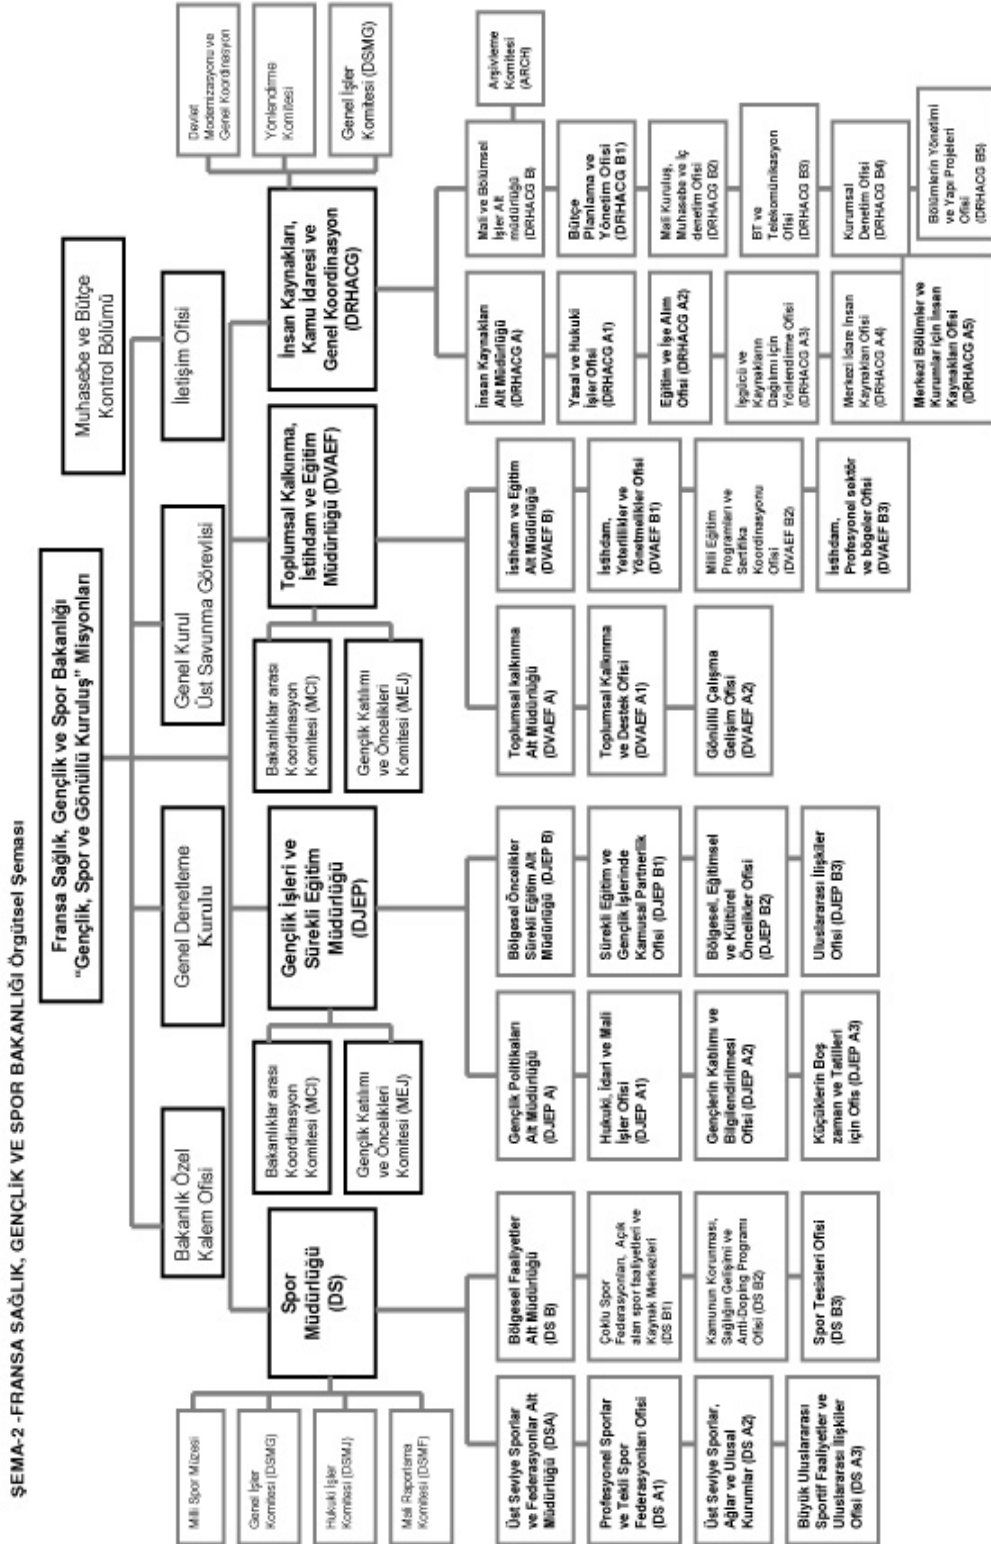 ŞEMA-2 -FRANSA SAĞLIK, GENÇLİK VE SPOR BAKANLIĞI Örgütsel Şeması
Fransa Sağlık, Gençlik ve Spor Bakanlığı
"Gençlik, Spor ve Gönüllü Kuruluş" Misyonları
Muhasebe ve Bütçe
Kontrol Bölümü
Bakanlık Özel
Kalem Ofisi
Genel Denetleme
Kurulu
Genel Kurul
Üst Savunma Görevlisi
İletişim Ofisi
Milli Spor Müzesi
Genel İşler
Komitesi (DSMG)
Hukuki İşler
Komitesi (DSMJ)
Mali Raporlama
Komitesi (DSMF)
Spor
Müdürlüğü
(DS)
Bakanlıklar arası
Koordinasyon
Komitesi (MCI)
Gençlik Katılımı
ve Öncelikleri
Komitesi (MEJ)
Gençlik İşleri ve
Sürekli Eğitim
Müdürlüğü
(DJEP)
Bakanlıklar arası
Koordinasyon
Komitesi (MCI)
Gençlik Katılımı
ve Öncelikleri
Komitesi (MEJ)
Toplumsal Kalkınma,
İstihdam ve Eğitim
Müdürlüğü (DVAEF)
İnsan Kaynakları,
Kamu İdaresi ve
Genel Koordinasyon
(DRHACG)
Devlet
Modernizasyonu ve
Genel Koordinasyon
Yönlendirme
Komitesi
Genel İşler
Komitesi (DSMG)
Üst Seviye Sporlar
ve Federasyonlar Alt
Müdürlüğü (DSA)
Profesyonel Sporlar
ve Tekli Spor
Federasyonları Ofisi
(DS A1)
Üst Seviye Sporlar,
Ağlar ve Ulusal
Kurumlar (DS A2)
Büyük Uluslararası
Sportif Faaliyetler ve
Uluslararası İlişkiler
Ofisi (DS A3)
Bölgesel Faaliyetler
Alt Müdürlüğü
(DS B)
Çoklu Spor
Federasyonları, Açık
alan spor faaliyetleri ve
Kaynak Merkezleri
(DS B1)
Kamunun Korunması,
Sağlığın Gelişimi ve
Anti-Doping Programı
Ofisi (DS B2)
Spor Tesisleri Ofisi
(DS B3)
Gençlik Politikaları
Alt Müdürlüğü
(DJEP A)
Hukuki, İdari ve Mali
İşler Ofisi
(DJEP A1)
Gençlerin Katılımı ve
Bilgilendirilmesi
Ofisi (DJEP A2)
Küçüklerin Boş
zaman ve Tatilleri
için Ofis (DJEP A3)
Bölgesel Öncelikler
Sürekli Eğitim Alt
Müdürlüğü (DJEP B)
Sürekli Eğitim ve
Gençlik İşlerinde
Kamusal Partnerlik
Ofisi (DJEP B1)
Bölgesel, Eğitimsel
ve Kültürel
Öncelikler Ofisi
(DJEP B2)
Uluslararası İlişkiler
Ofisi (DJEP B3)
Toplumsal kalkınma
Alt Müdürlüğü
(DVAEF A)
Toplumsal Kalkınma
ve Destek Ofisi
(DVAEF A1)
Gönüllü Çalışma
Gelişim Ofisi
(DVAEF A2)
İstihdam ve Eğitim
Alt Müdürlüğü
(DVAEF B)
İstihdam,
Yeterlilikler ve
Yönetmelikler Ofisi
(DVAEF B1)
Milli Eğitim
Programları ve
Sertifika
Koordinasyonu
Ofisi
(DVAEF B2)
İstihdam,
Profesyonel sektör
ve bögeler Ofisi
(DVAEF B3)
İnsan Kaynakları
Alt Müdürlüğü
(DRHACG A)
Yasal ve Hukuki
İşler Ofisi
(DRHACG A1)
Eğitim ve İşe Alım
Ofisi (DRHACG A2)
İşgücü ve
Kaynakların
Dağılımı için
Yönlendirme Ofisi
(DRHACG A3)
Merkezi İdare İnsan
Kaynakları Ofisi
(DRHACG A4)
Merkezi Bölümler ve
Kurumlar için İnsan
Kaynakları Ofisi
(DRHACG A5)
Mali ve Bölümsel
İşler Alt
müdürlüğü
(DRHACG B)
Bütçe
Planlama ve
Yönetim Ofisi
(DRHACG B1)
Mali Kuruluş,
Muhasebe ve İç
denetim Ofisi
(DRHACG B2)
BT ve
Telekomünikasyon
Ofisi
(DRHACG B3)
Kurumsal
Denetim Ofisi
(DRHACG B4)
Bölümlerin Yönetimi
ve Yapı Projeleri
Ofisi
(DRHACG B5)
Arşivleme
Komitesi
(ARCH)